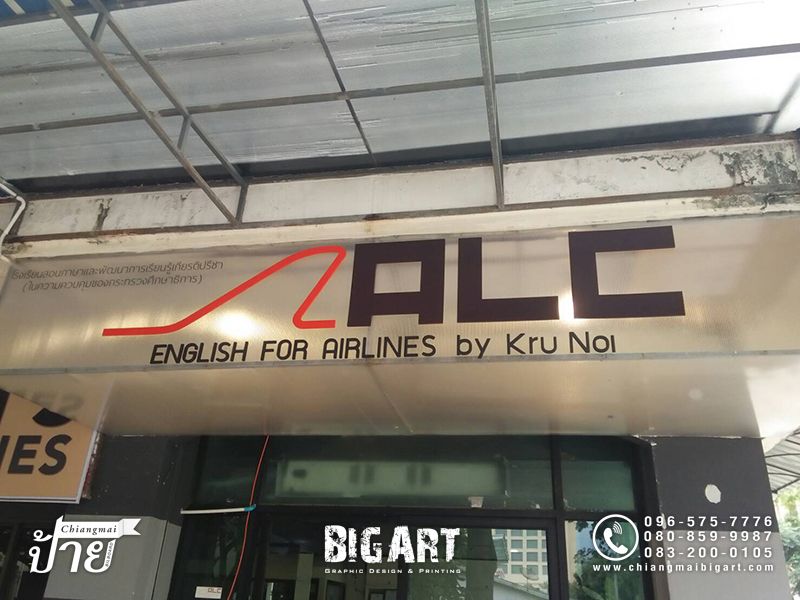 โรงเรียนสอนภาษาและพัฒนาการเรียนรู้เกียรติปรีชา
(ในความควบคุมของกระทรวงศึกษาธิการ)
ALC
ENGLISH FOR AIRLINES by Kru Noi
IES
Chiangmai
ป้าย
BIG ART
GRAPHIC DESIGN & PRINTING
096-575-7776
080-859-9987
083-200-0105
www.chiangmaibigart.com
ALC